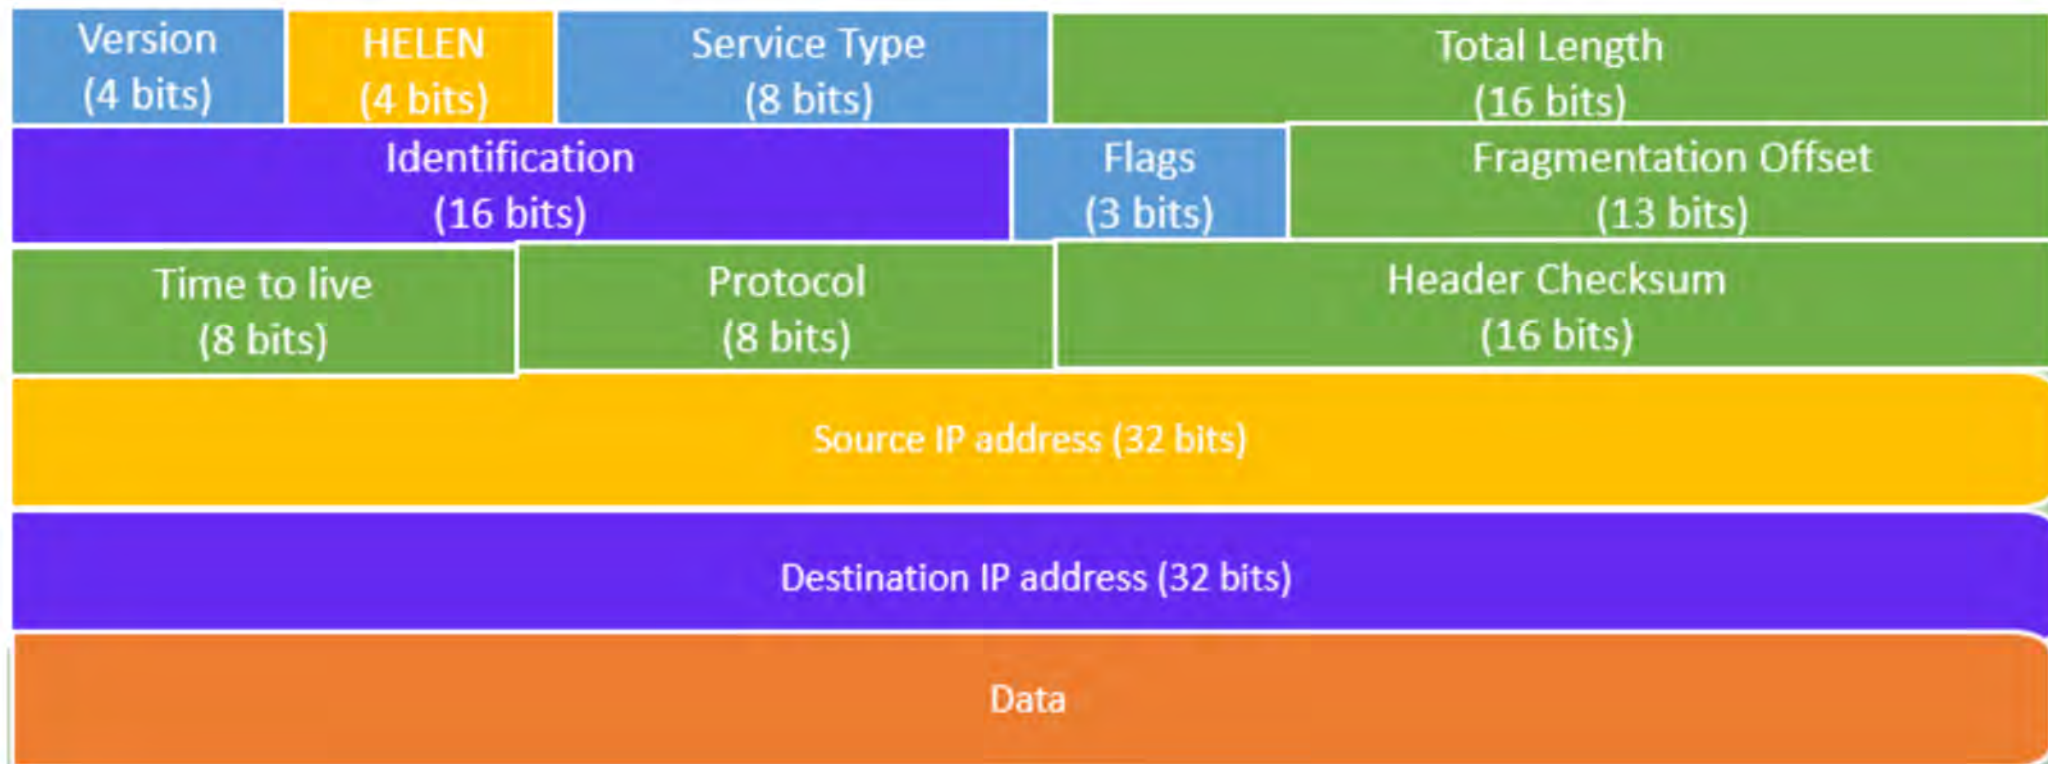 Version
(4 bits)
HELEN
(4 bits)
Service Type
(8 bits)
Total Length
(16 bits)
Identification
(16 bits)
Flags
(3 bits)
Fragmentation Offset
(13 bits)
Time to live
(8 bits)
Protocol
(8 bits)
Header Checksum
(16 bits)
Source IP address (32 bits)
Destination IP address (32 bits)
Data